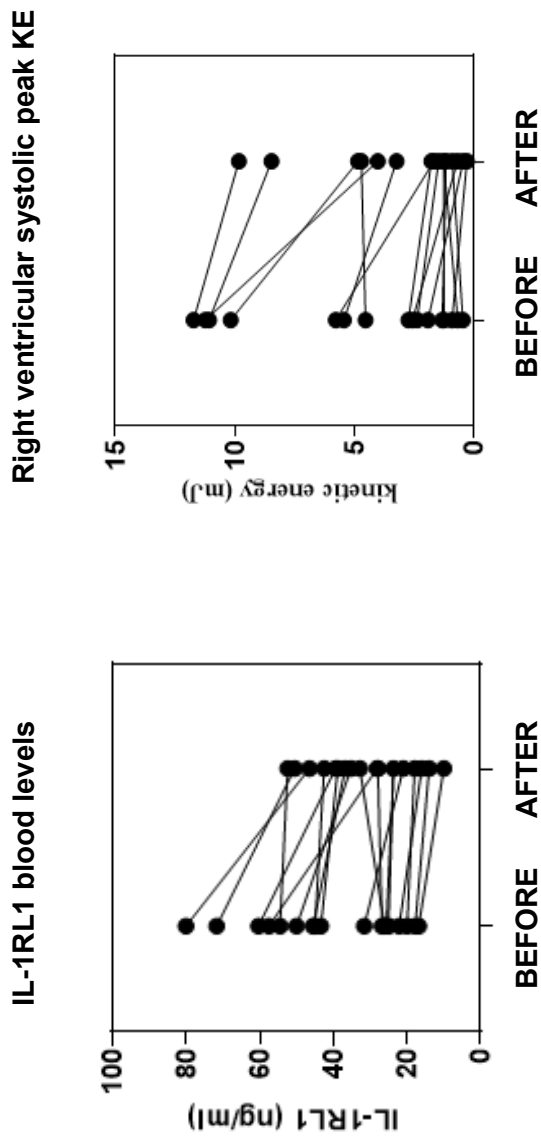 IL-1RL1 blood levels
IL-1RL1 (ng/ml)
100
80
60
40
20
0
BEFORE AFTER
Right ventricular systolic peak KE
kinetic energy (mJ)
15
10
5
0
BEFORE AFTER